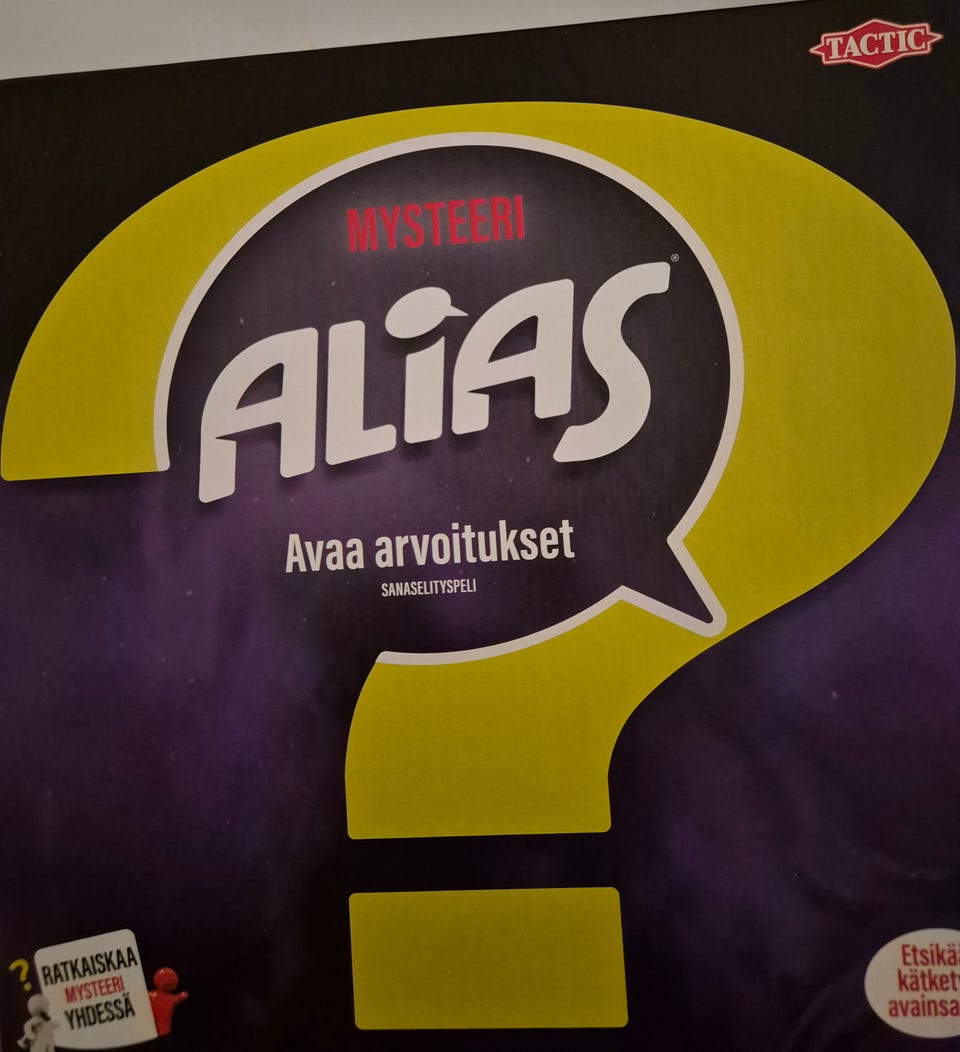 TACTIC
MYSTEERI
ALiAS®
Avaa arvoitukset
SANASELITYSPELI
?
RATKAISKAA
MYSTEERI
YHDESSÄ